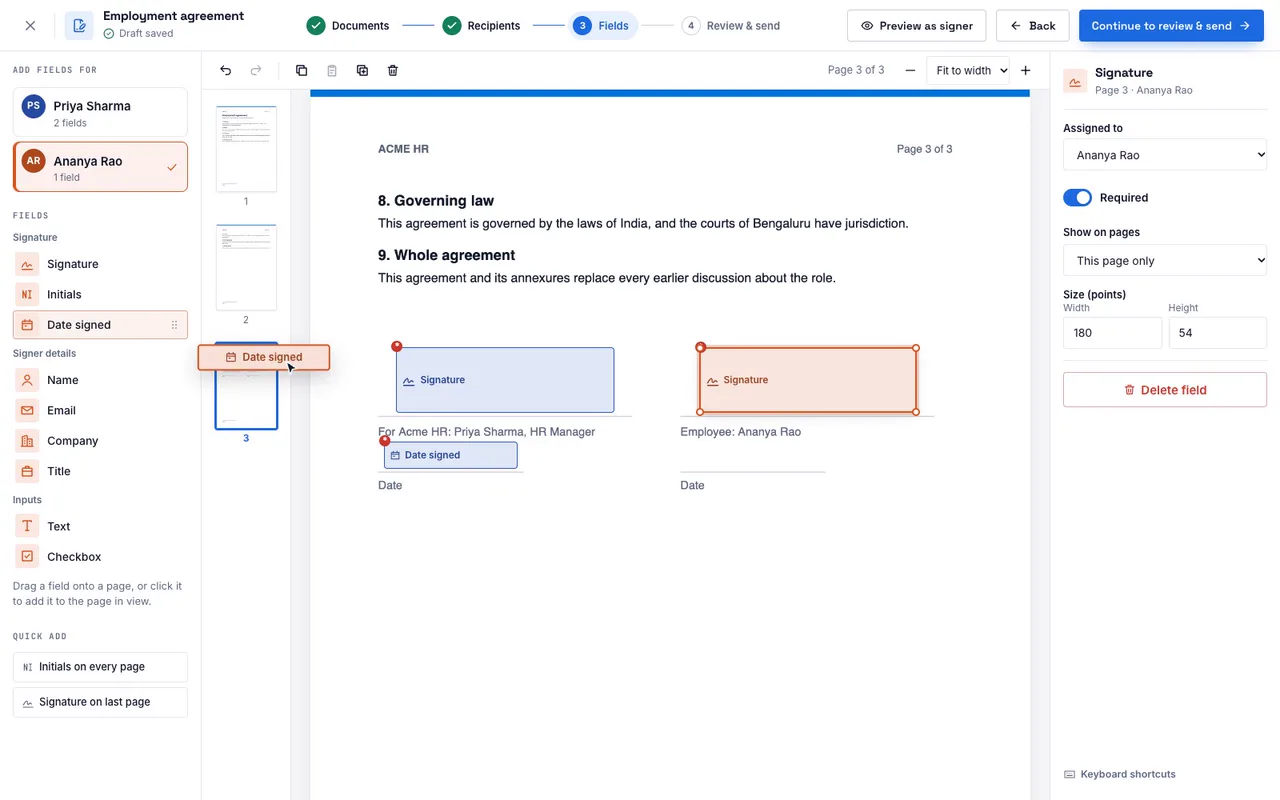 Employment agreement
Draft saved
Documents
Recipients
3 Fields
4 Review & send
Preview as signer
Back
Continue to review & send
ADD FIELDS FOR
PS Priya Sharma
2 fields
AR Ananya Rao
1 field
FIELDS
Signature
Signature
NI Initials
Date signed
Signer details
Name
Email
Company
Title
Inputs
T Text
Checkbox
Drag a field onto a page, or click it
to add it to the page in view.
QUICK ADD
NI Initials on every page
Signature on last page
Page 3 of 3
Fit to width
1
2
Date signed
3
ACME HR
Page 3 of 3
8. Governing law
This agreement is governed by the laws of India, and the courts of Bengaluru have jurisdiction.
9. Whole agreement
This agreement and its annexures replace every earlier discussion about the role.
Signature
Signature
For Acme HR: Priya Sharma, HR Manager
Employee: Ananya Rao
Date signed
Date
Date
Signature
Page 3 · Ananya Rao
Assigned to
Ananya Rao
Required
Show on pages
This page only
Size (points)
Width
Height
180
54
Delete field
Keyboard shortcuts